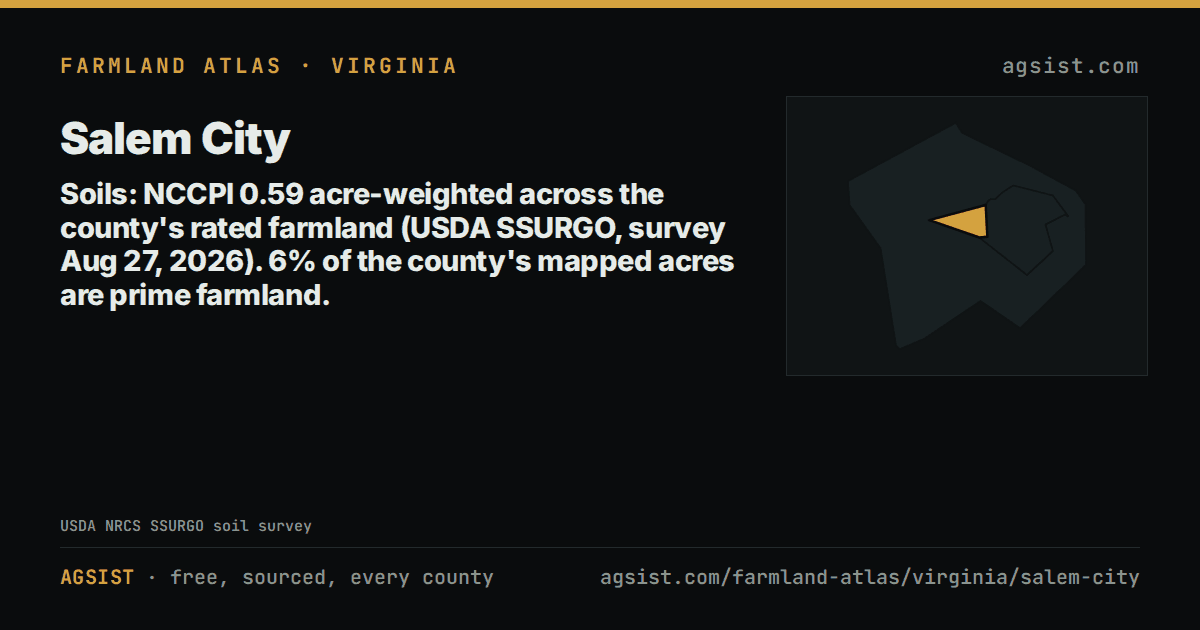 FARMLAND ATLAS · VIRGINIA
agsist.com
Salem City
Soils: NCCPI 0.59 acre-weighted across the
county's rated farmland (USDA SSURGO, survey
Aug 27, 2026). 6% of the county's mapped acres
are prime farmland.
USDA NRCS SSURGO soil survey
AGSIST · free, sourced, every county
agsist.com/farmland-atlas/virginia/salem-city